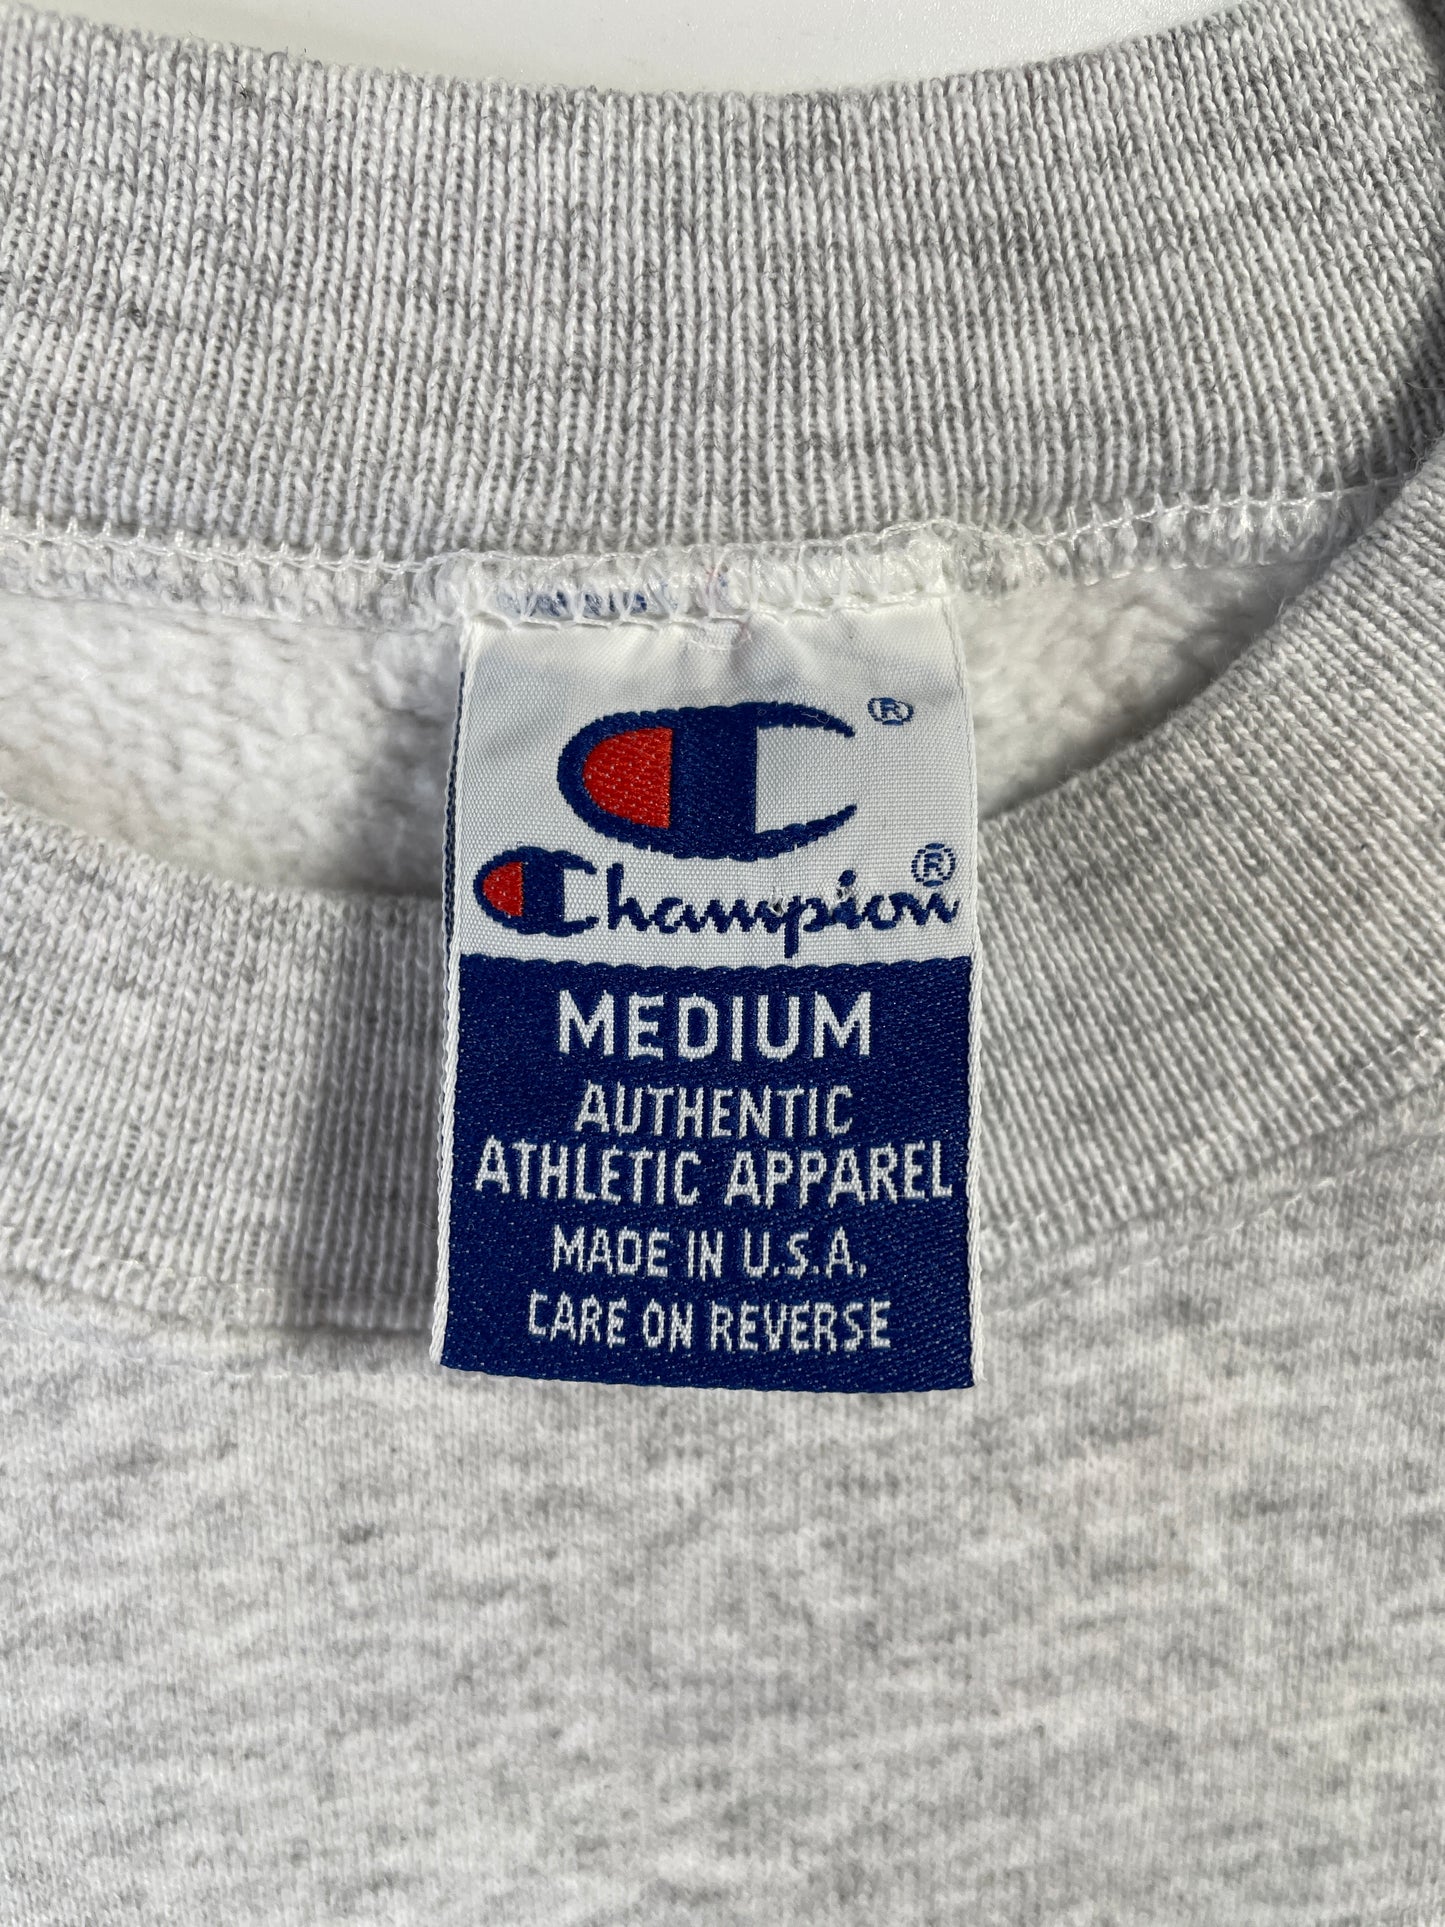 ®
Champion®
MEDIUM
AUTHENTIC
ATHLETIC APPAREL
MADE IN U.S.A.
CARE ON REVERSE